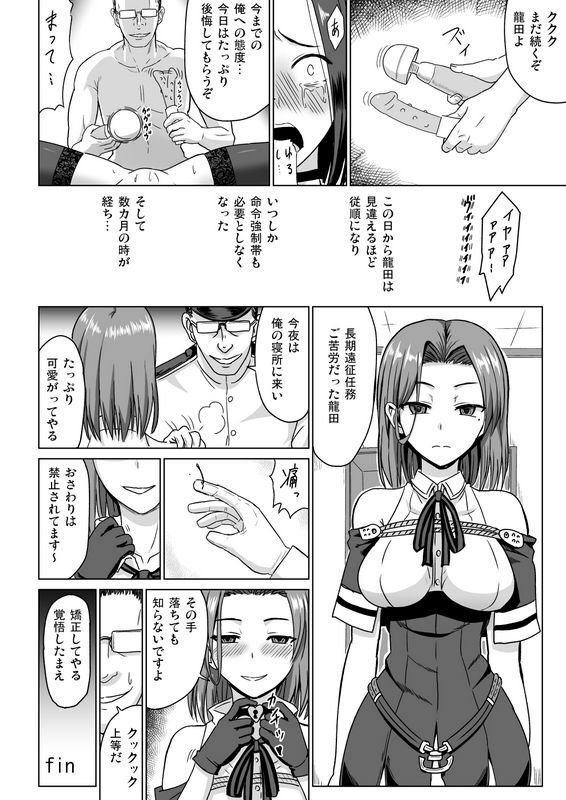 ククク
まだ続くぞ
龍田よ
ズィ
あ
しろ
し…
今までの
俺への態度…
今日はたっぷり
後悔してもらうぞ
まって…
イヤァァ
アァア～
この日から龍田は
見違えるほど
従順になり
いつしか
命令強制帯も
必要としなく
なった
そして
数カ月の時が
経ち…
長期遠征任務
ご苦労だった龍田
今夜は
俺の寝所に来い
たっぷり
可愛がってやる
痛っ
おさわりは
禁止されてます～
その手
落ちても
知らないですよ
クックック
上等だ
矯正してやる
覚悟したまえ
fin